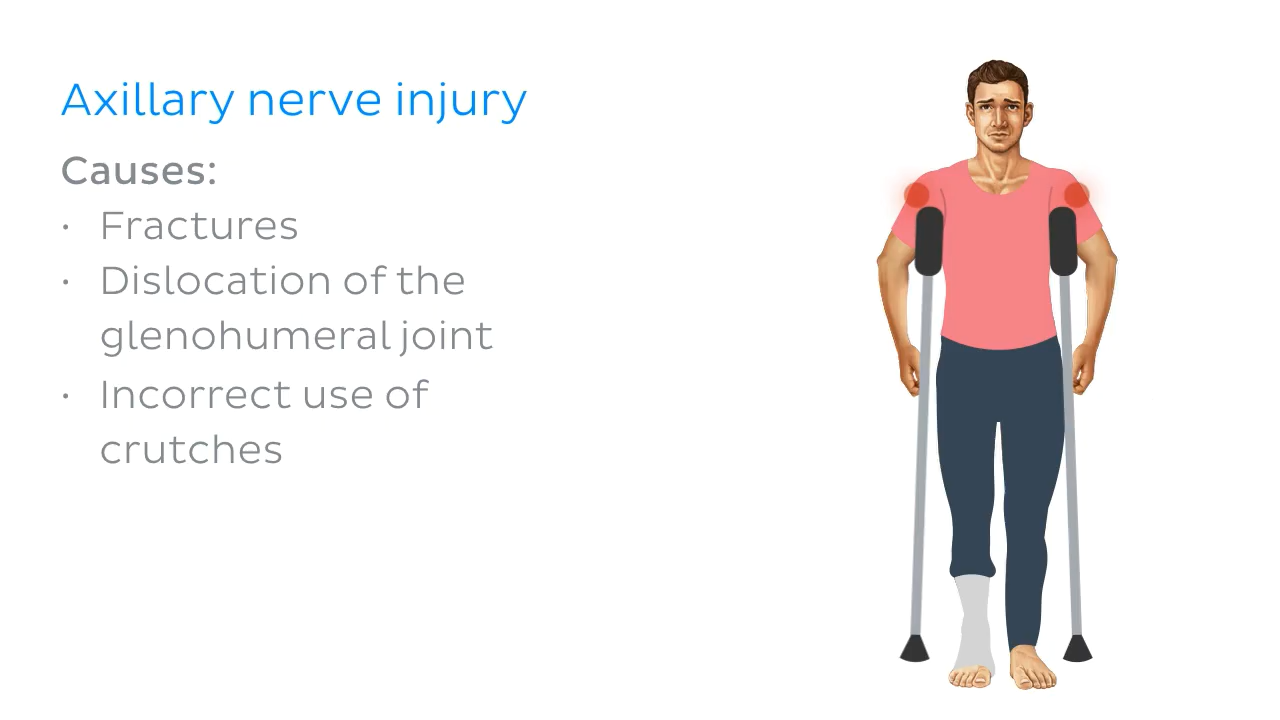 Axillary nerve injury
Causes:
• Fractures
• Dislocation of the
glenohumeral joint
• Incorrect use of
crutches